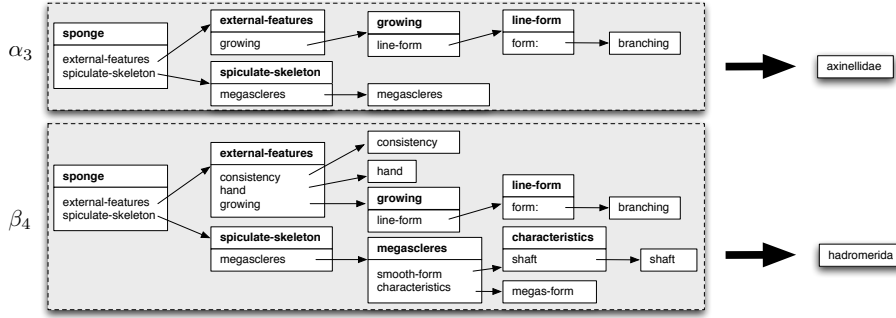 α3
sponge
external-features
spiculate-skeleton
external-features
growing
growing
line-form
line-form
form:
branching
spiculate-skeleton
megascleres
megascleres
axinellidae
β4
sponge
external-features
spiculate-skeleton
external-features
consistency
hand
growing
consistency
hand
growing
line-form
line-form
form:
branching
spiculate-skeleton
megascleres
megascleres
smooth-form
characteristics
characteristics
shaft
shaft
megas-form
hadromerida